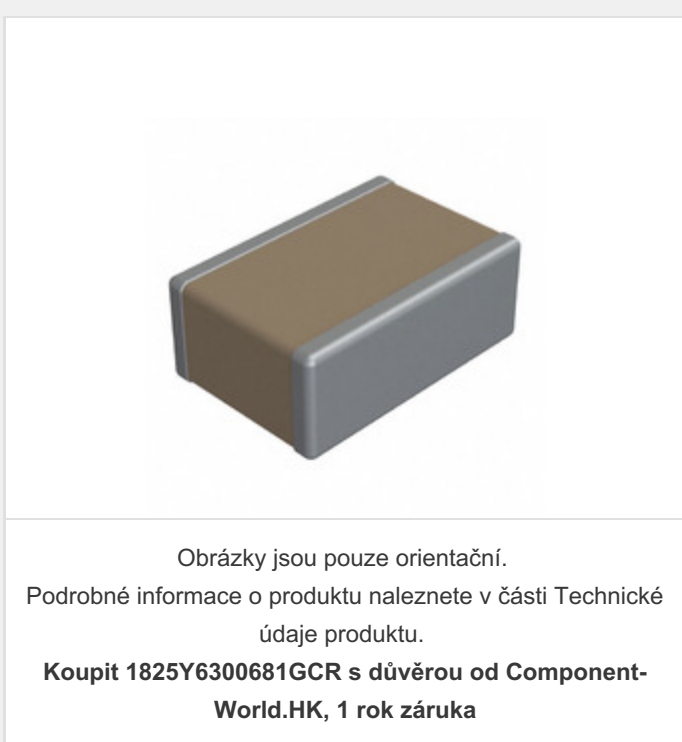 Obrázky jsou pouze orientační.
Podrobné informace o produktu naleznete v části Technické
údaje produktu.
Koupit 1825Y6300681GCR s důvěrou od Component-
World.HK, 1 rok záruka